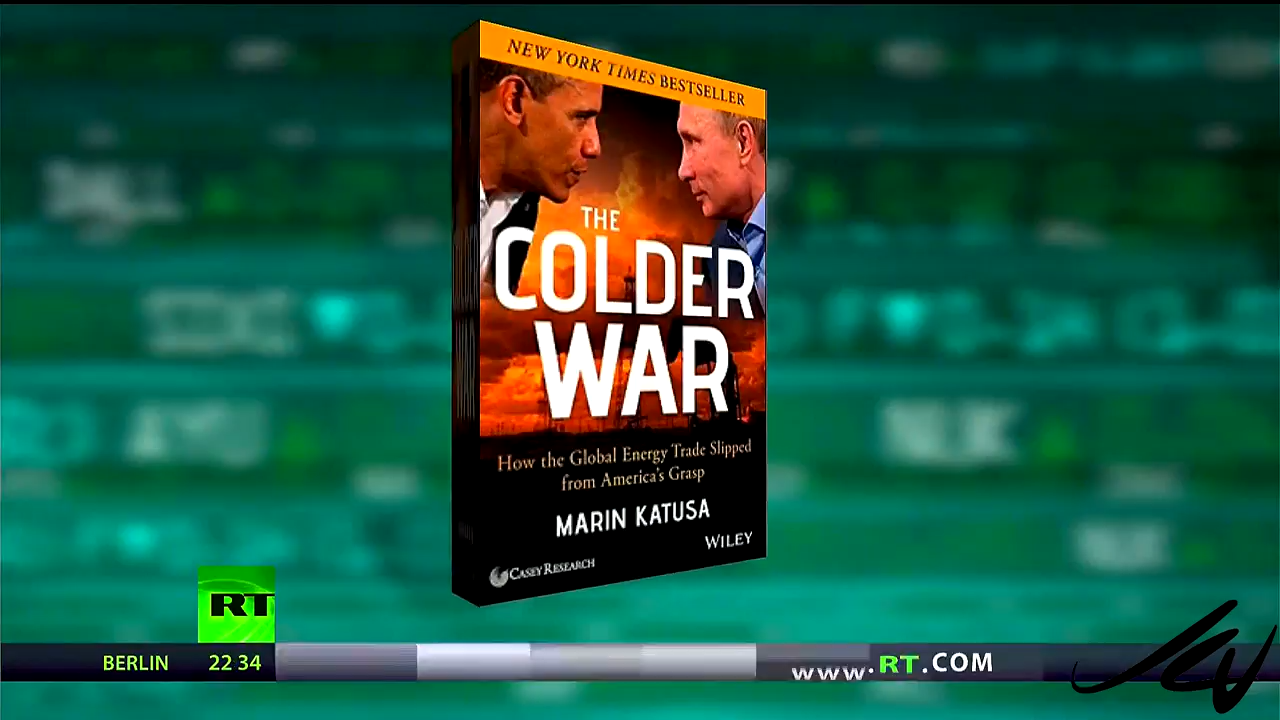 NEW YORK TIMES BESTSELLER
THE
COLDER
WAR
How the Global Energy Trade Slipped
from America's Grasp
MARIN KATUSA
WILEY
CASEY RESEARCH
RT
BERLIN 22 34
www.RT.COM